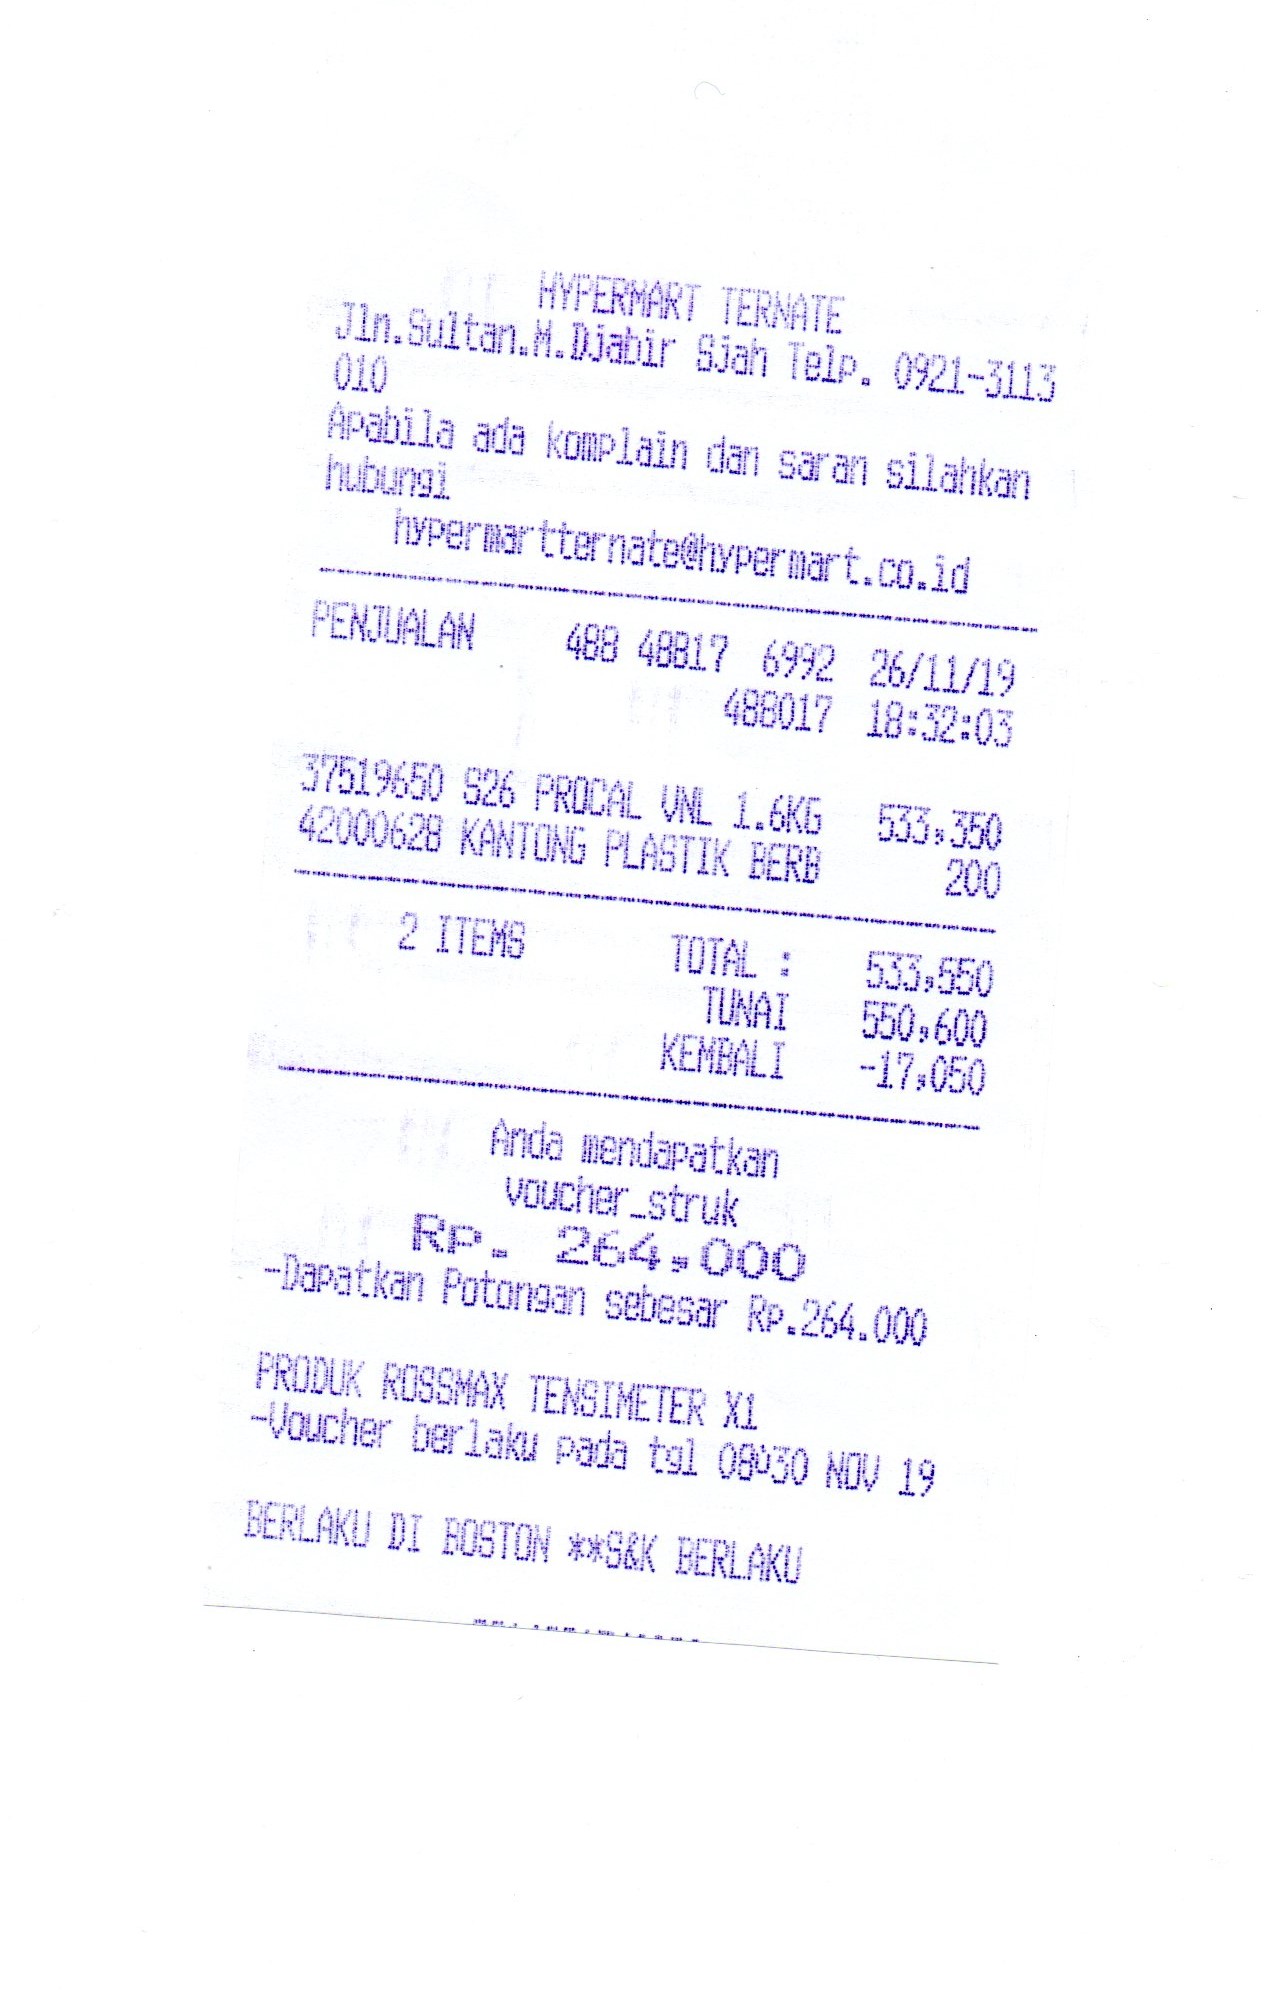 HYPERMART TERNATE
Jln.Sultan.M.Djabir Sjah Telp. 0921-3113
010
Apabila ada komplain dan saran silahkan
hubungi
hypermartternate@hypermart.co.id
PENJUALAN 488 48817 6992 26/11/19
488017 18:32:03
37519650 S26 PROCAL VNL 1.6KG 533,350
42000628 KANTONG PLASTIK BERB 200
2 ITEMS TOTAL : 533,550
TUNAI 550,600
KEMBALI -17,050
Anda mendapatkan
voucher_struk
Rp. 264,000
-Dapatkan Potongan sebesar Rp.264.000
PRODUK ROSSMAX TENSIMETER X1
-Voucher berlaku pada tgl 08 30 NOV 19
BERLAKU DI BOSTON **S&K BERLAKU